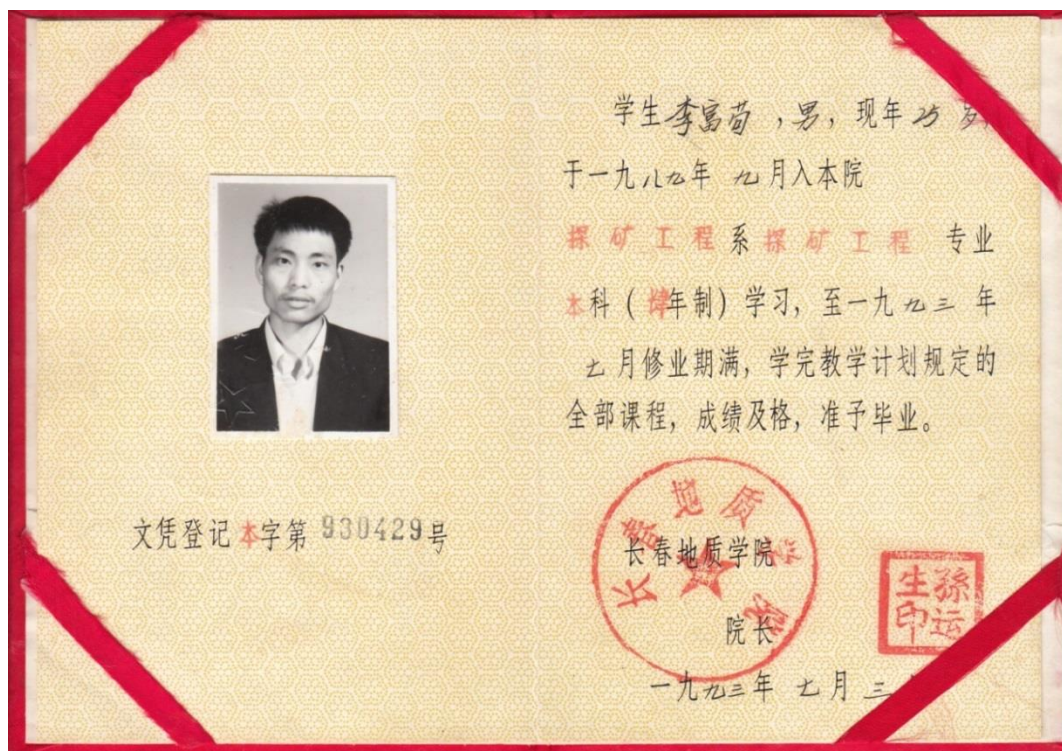 文凭登记本字第930429号
学生李富荀，男，现年25岁，
于一九八九年 九月入本院
探矿工程系探矿工程 专业
本科（肆年制）学习，至一九九三年
七月修业期满，学完教学计划规定的
全部课程，成绩及格，准予毕业。
长春地质学院
长春地质学院
院长
孙运
生印
一九九三年 七月 三